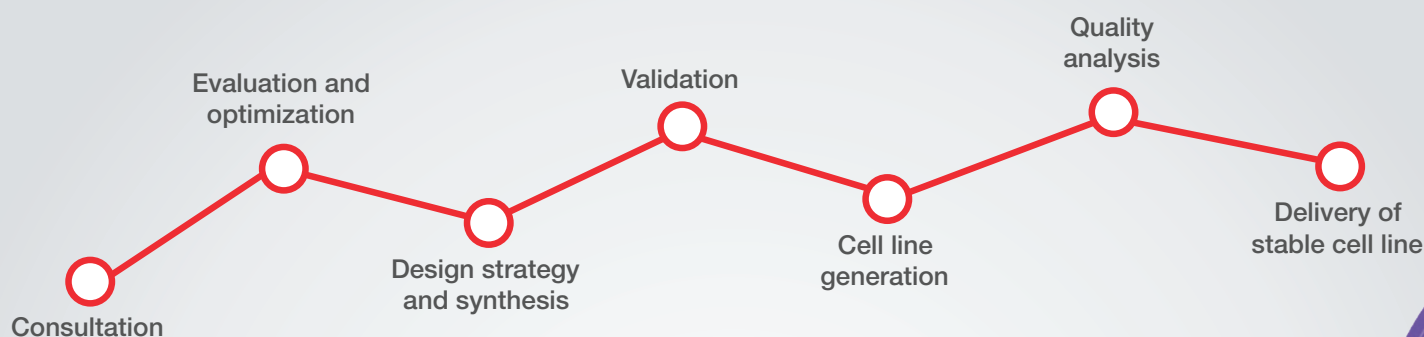 Consultation
Evaluation and
optimization
Design strategy
and synthesis
Validation
Cell line
generation
Quality
analysis
Delivery of
stable cell line